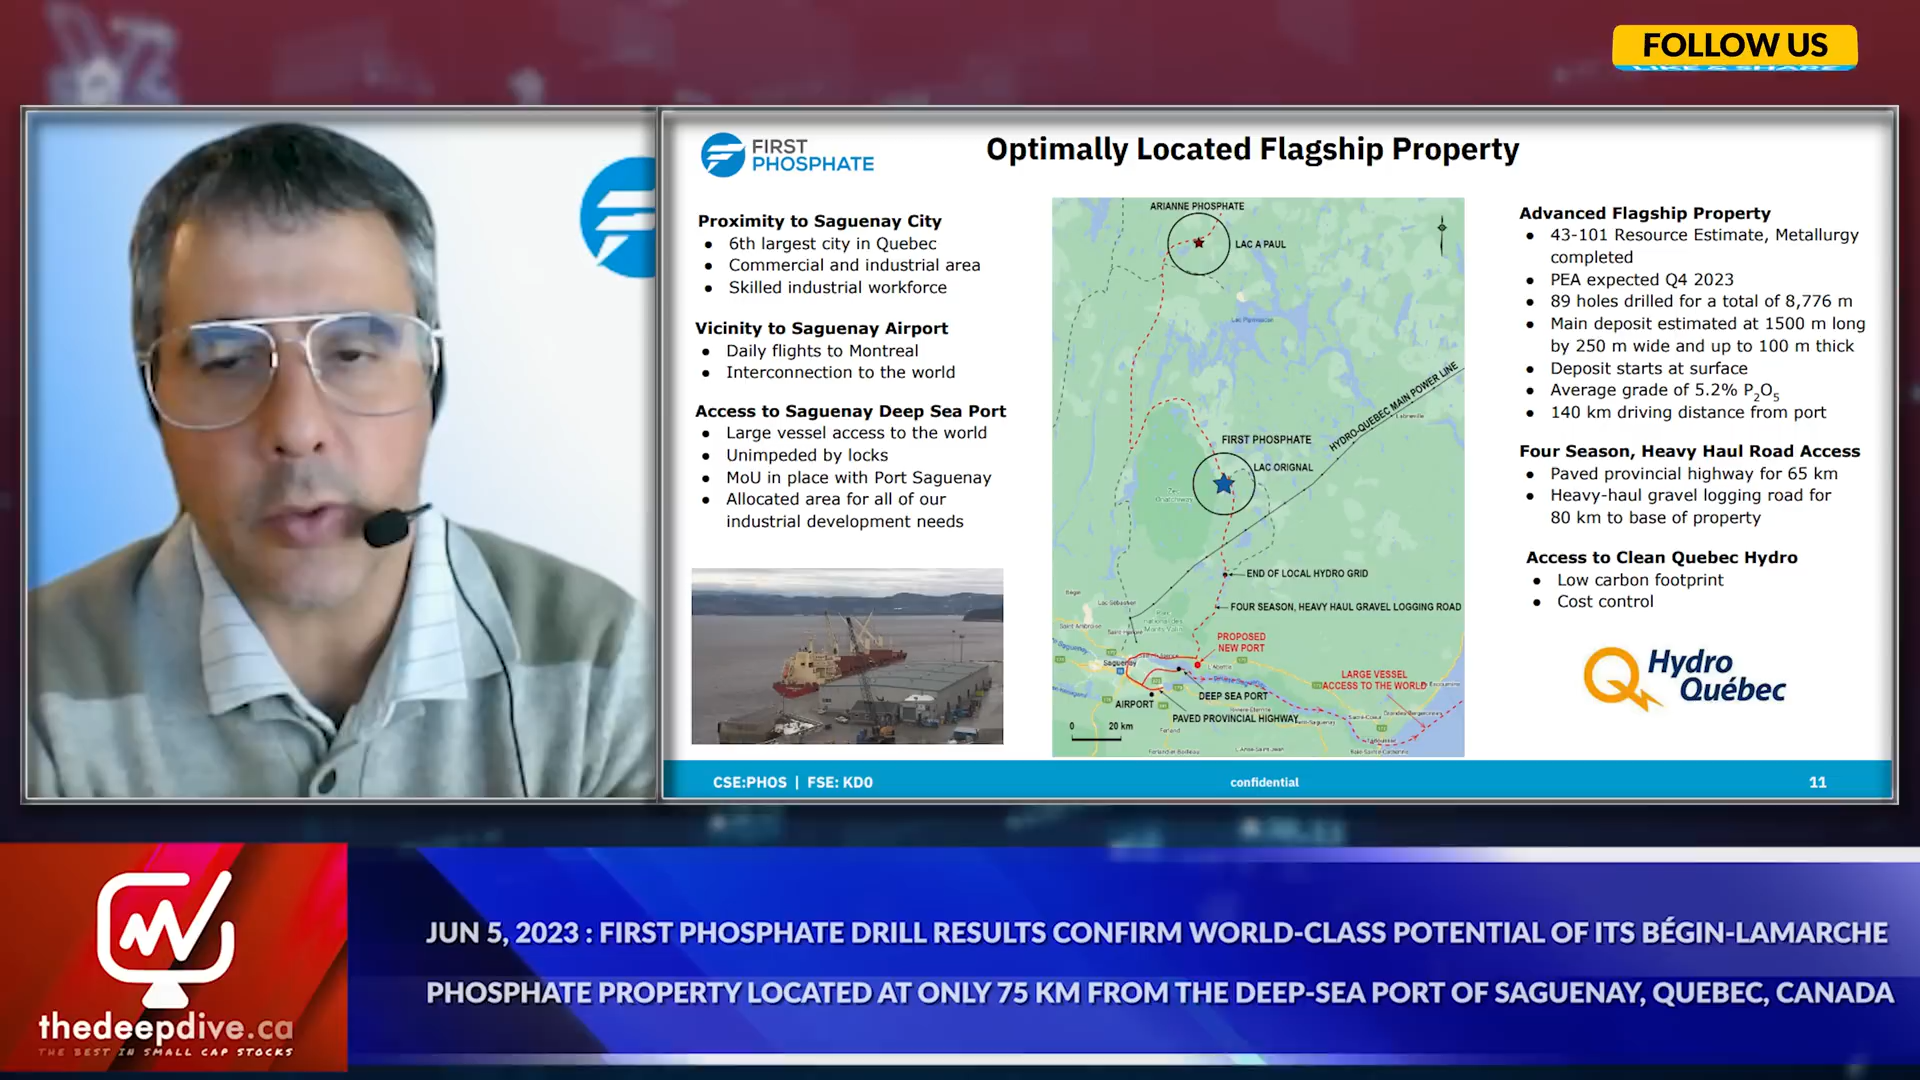 FOLLOW US
LIKE & SHARE
FIRST
PHOSPHATE
Optimally Located Flagship Property
Proximity to Saguenay City
• 6th largest city in Quebec
• Commercial and industrial area
• Skilled industrial workforce
Vicinity to Saguenay Airport
• Daily flights to Montreal
• Interconnection to the world
Access to Saguenay Deep Sea Port
• Large vessel access to the world
• Unimpeded by locks
• MoU in place with Port Saguenay
• Allocated area for all of our
industrial development needs
ARIANNE PHOSPHATE
LAC A PAUL
HYDRO-QUEBEC MAIN POWER LINE
FIRST PHOSPHATE
LAC ORIGNAL
END OF LOCAL HYDRO GRID
FOUR SEASON, HEAVY HAUL GRAVEL LOGGING ROAD
PROPOSED
NEW PORT
Saguenay
LARGE VESSEL
ACCESS TO THE WORLD
DEEP SEA PORT
AIRPORT
PAVED PROVINCIAL HIGHWAY
0 20 km
Advanced Flagship Property
• 43-101 Resource Estimate, Metallurgy
completed
• PEA expected Q4 2023
• 89 holes drilled for a total of 8,776 m
• Main deposit estimated at 1500 m long
by 250 m wide and up to 100 m thick
• Deposit starts at surface
• Average grade of 5.2% P₂O₅
• 140 km driving distance from port
Four Season, Heavy Haul Road Access
• Paved provincial highway for 65 km
• Heavy-haul gravel logging road for
80 km to base of property
Access to Clean Quebec Hydro
• Low carbon footprint
• Cost control
Hydro
Québec
CSE:PHOS | FSE: KD0
confidential
11
JUN 5, 2023 : FIRST PHOSPHATE DRILL RESULTS CONFIRM WORLD-CLASS POTENTIAL OF ITS BÉGIN-LAMARCHE
PHOSPHATE PROPERTY LOCATED AT ONLY 75 KM FROM THE DEEP-SEA PORT OF SAGUENAY, QUEBEC, CANADA
thedeepdive.ca
THE BEST IN SMALL CAP STOCKS